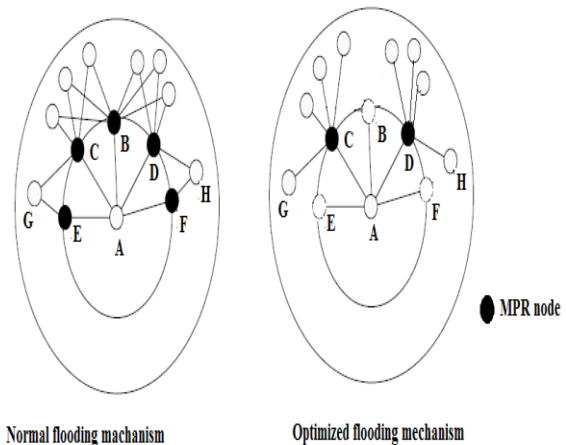 B
C
D
G
E
A
F
H
B
C
D
G
E
A
F
H
MPR node
Normal flooding machanism
Optimized flooding mechanism